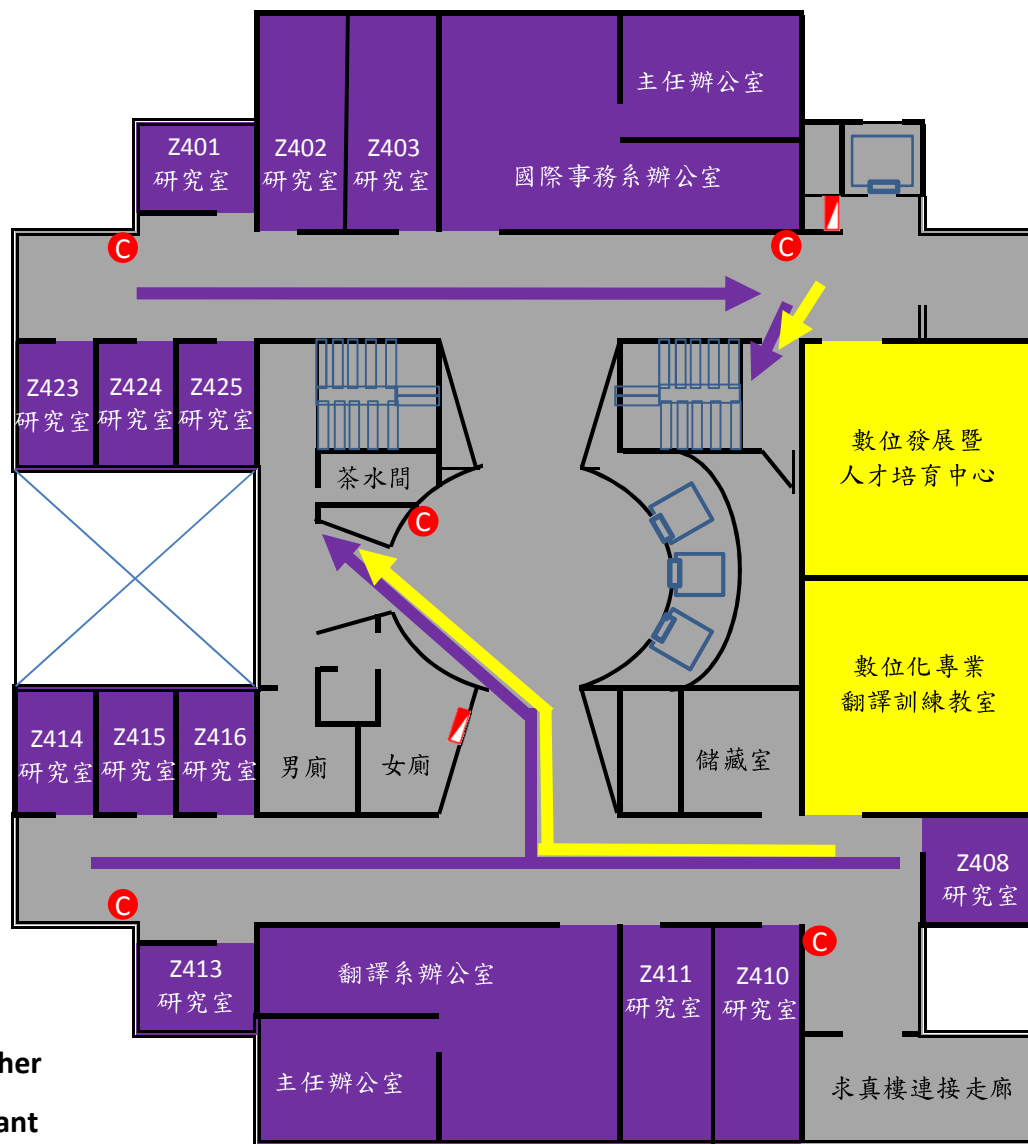 主任辦公室
Z401
研究室
Z402
研究室
Z403
研究室
國際事務系辦公室
C
C
Z423
研究室
Z424
研究室
Z425
研究室
數位發展暨
人才培育中心
茶水間
C
數位化專業
翻譯訓練教室
Z414
研究室
Z415
研究室
Z416
研究室
男廁
女廁
儲藏室
Z408
研究室
C
C
Z413
研究室
翻譯系辦公室
Z411
研究室
Z410
研究室
主任辦公室
求真樓連接走廊
her
ant